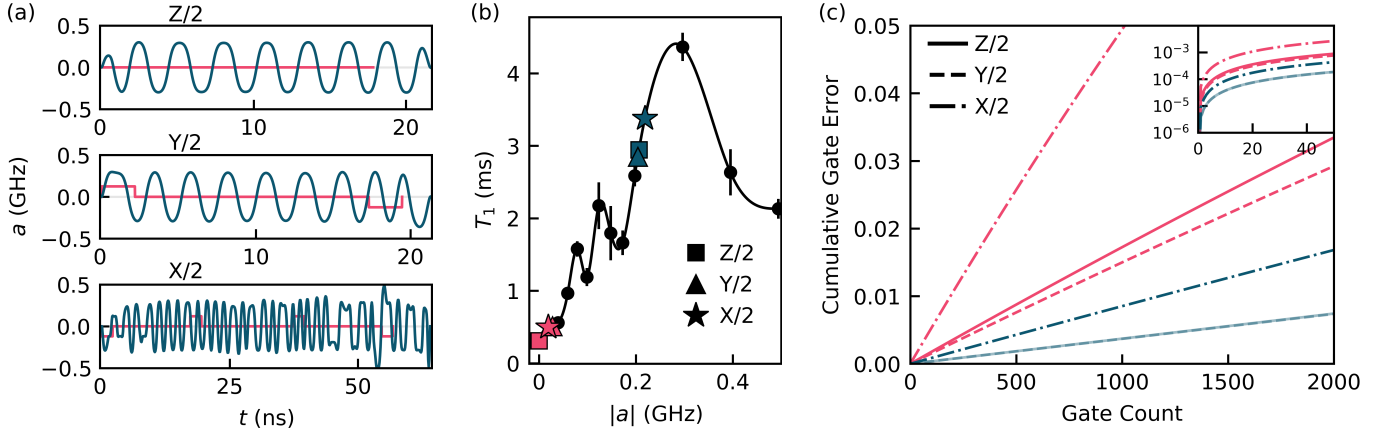 (a)
Z/2
0.5
0.0
−0.5
0
10
20
Y/2
0.5
0.0
−0.5
0
10
20
X/2
0.5
0.0
−0.5
0
25
50
a (GHz)
t (ns)
(b)
4
3
2
1
0
T1 (ms)
Z/2
Y/2
X/2
0
0.2
0.4
|a| (GHz)
(c)
0.05
0.04
0.03
0.02
0.01
0.00
Cumulative Gate Error
Z/2
Y/2
X/2
10−3
10−4
10−5
10−6
0
20
40
0
500
1000
1500
2000
Gate Count